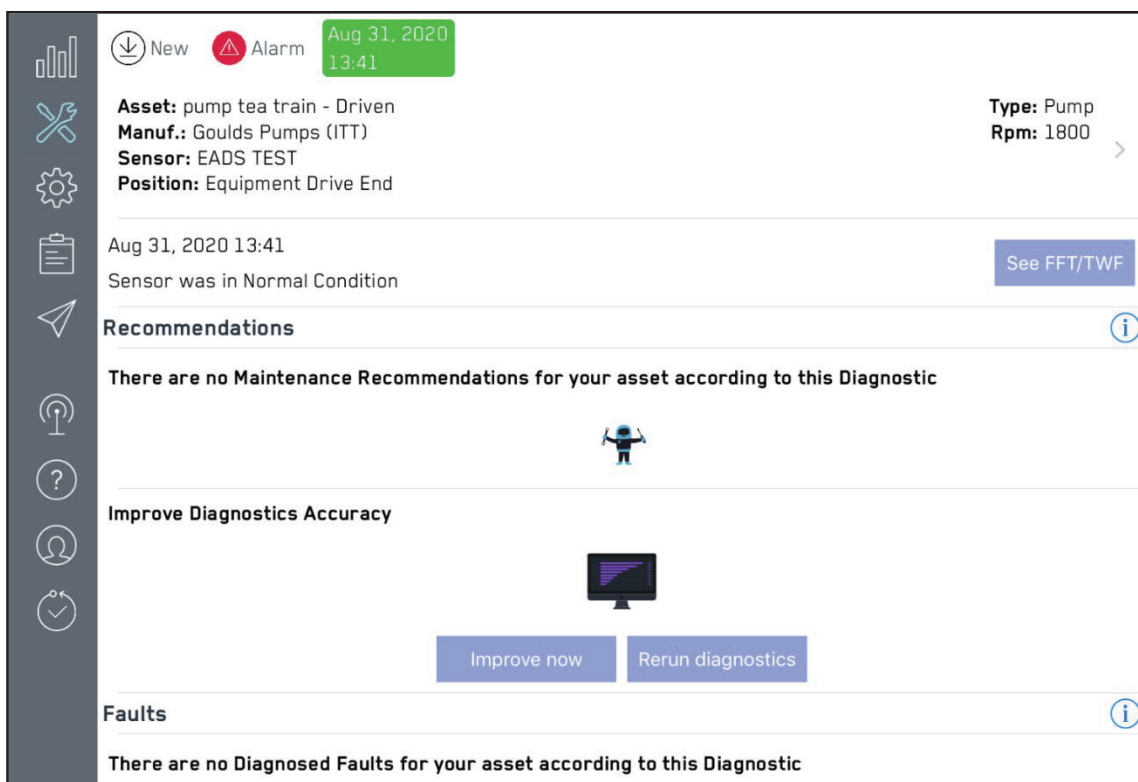 New
Alarm
Aug 31, 2020
13:41
Asset: pump tea train - Driven
Manuf.: Goulds Pumps (ITT)
Sensor: EADS TEST
Position: Equipment Drive End
Type: Pump
Rpm: 1800
Aug 31, 2020 13:41
Sensor was in Normal Condition
See FFT/TWF
Recommendations
There are no Maintenance Recommendations for your asset according to this Diagnostic
Improve Diagnostics Accuracy
Improve now
Rerun diagnostics
Faults
There are no Diagnosed Faults for your asset according to this Diagnostic